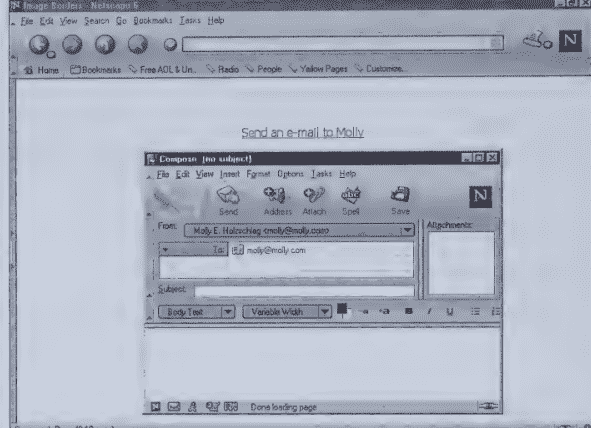 Image Borders - Netscape 6
File Edit View Search Go Bookmarks Tasks Help
N
Home Bookmarks Free AOL & Un... Radio People Yellow Pages Customize...
Send an e-mail to Molly
Compose: (no subject)
File Edit View Insert Format Options Tasks Help
Send Address Attach Spell Save
N
From: Molly E. Holzschlag <molly@molly.com> Attachments:
To: molly@molly.com
Subject:
Body Text Variable Width -a +a B I U
Done loading page